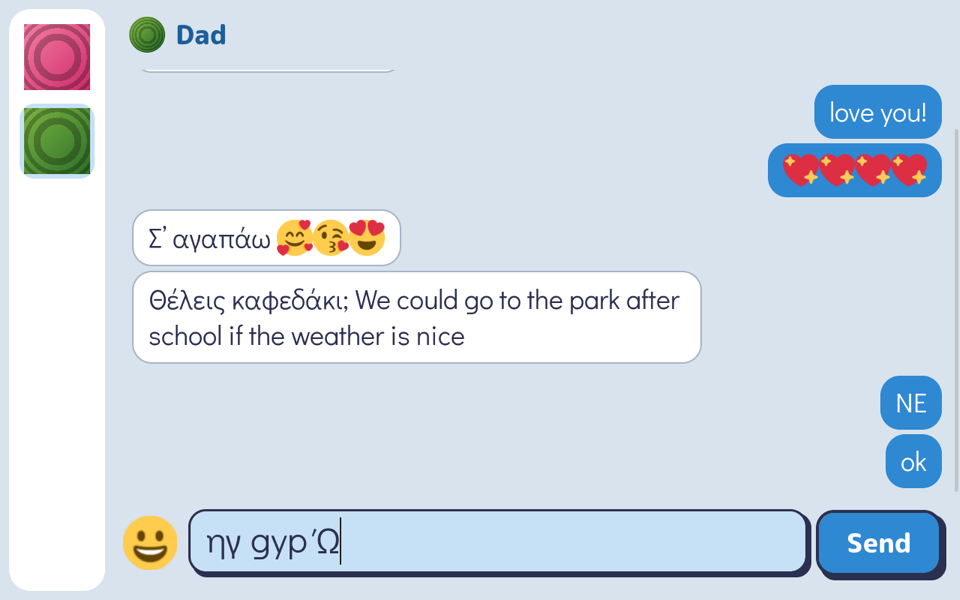 Dad
love you!
💖💖💖💖
Σ’ αγαπάω 🥰😘😍
Θέλεις καφεδάκι; We could go to the park after
school if the weather is nice
NE
ok
ηγ gyp Ώ
Send